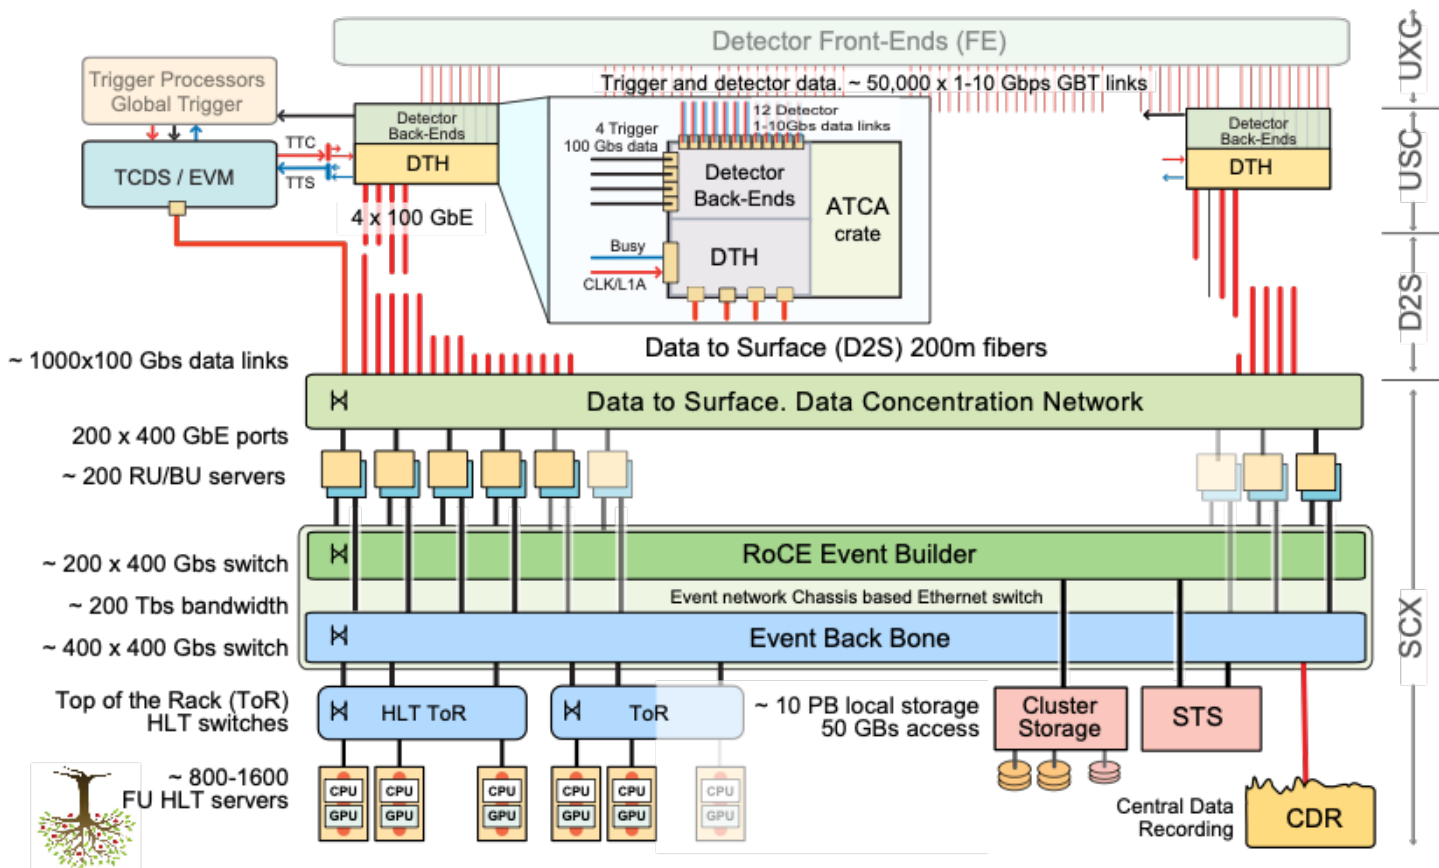 Detector Front-Ends (FE)
UXG
Trigger Processors
Global Trigger
Trigger and detector data. ~ 50,000 x 1-10 Gbps GBT links
Detector
Back-Ends
DTH
TTC
TTS
TCDS / EVM
4 x 100 GbE
12 Detector
1-10Gbs data links
4 Trigger
100 Gbs data
Detector
Back-Ends
ATCA
crate
Busy
DTH
CLK/L1A
Detector
Back-Ends
DTH
USC
D2S
Data to Surface (D2S) 200m fibers
~ 1000x100 Gbs data links
Data to Surface. Data Concentration Network
200 x 400 GbE ports
~ 200 RU/BU servers
RoCE Event Builder
~ 200 x 400 Gbs switch
Event network Chassis based Ethernet switch
~ 200 Tbs bandwidth
Event Back Bone
~ 400 x 400 Gbs switch
SCX
Top of the Rack (ToR)
HLT switches
HLT ToR
ToR
~ 10 PB local storage
50 GBs access
Cluster
Storage
STS
~ 800-1600
FU HLT servers
CPU
GPU
CPU
GPU
CPU
GPU
CPU
GPU
CPU
GPU
CPU
GPU
Central Data
Recording
CDR